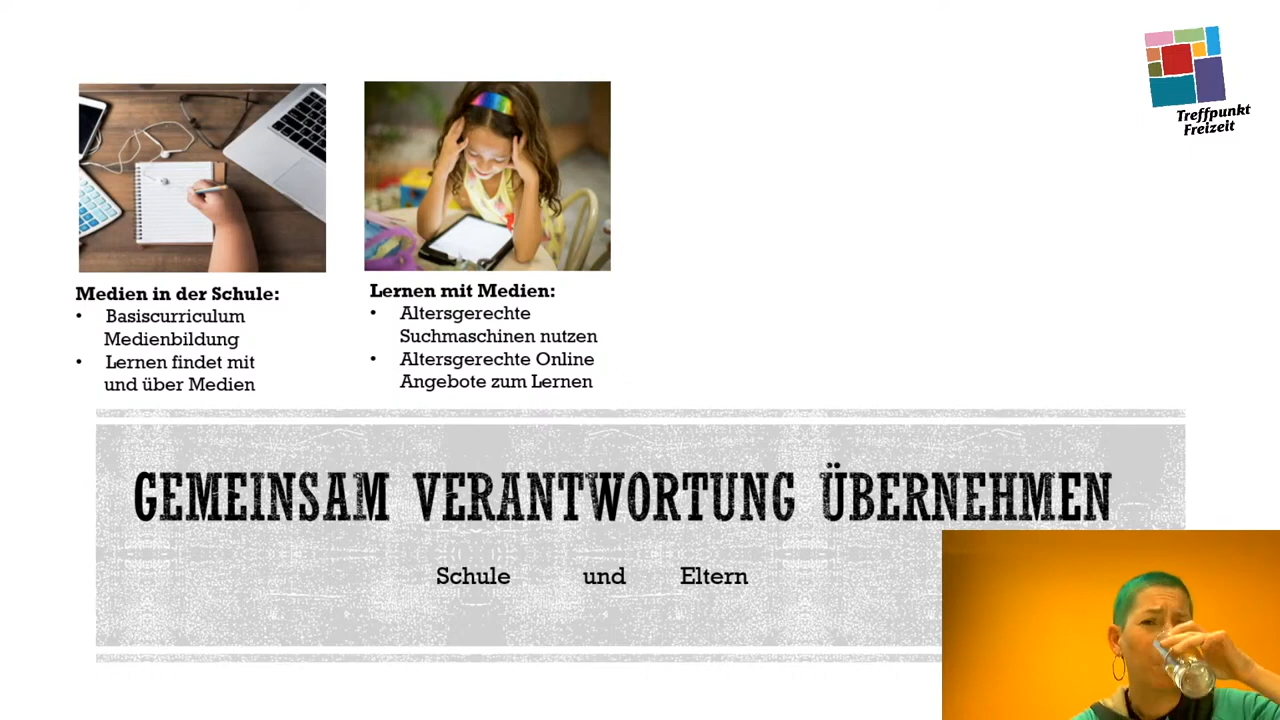 Treffpunkt
Freizeit
Medien in der Schule:
• Basiscurriculum
Medienbildung
• Lernen findet mit
und über Medien
Lernen mit Medien:
• Altersgerechte
Suchmaschinen nutzen
• Altersgerechte Online
Angebote zum Lernen
GEMEINSAM VERANTWORTUNG ÜBERNEHMEN
Schule und Eltern